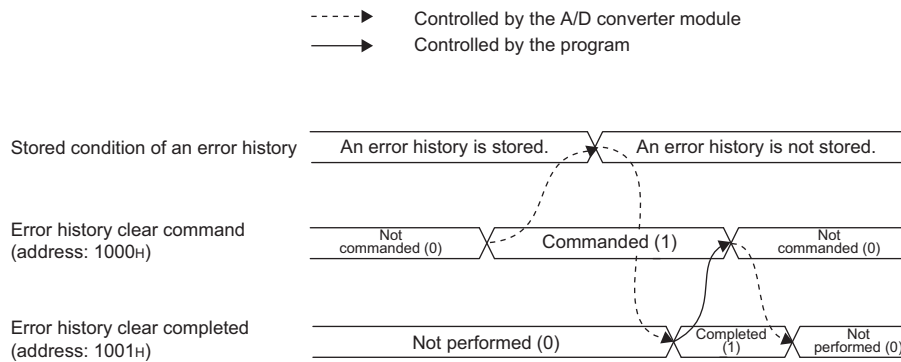 Controlled by the A/D converter module
Controlled by the program
Stored condition of an error history
An error history is stored.
An error history is not stored.
Error history clear command
(address: 1000H)
Not
commanded (0)
Commanded (1)
Not
commanded (0)
Error history clear completed
(address: 1001H)
Not performed (0)
Completed
(1)
Not
performed (0)